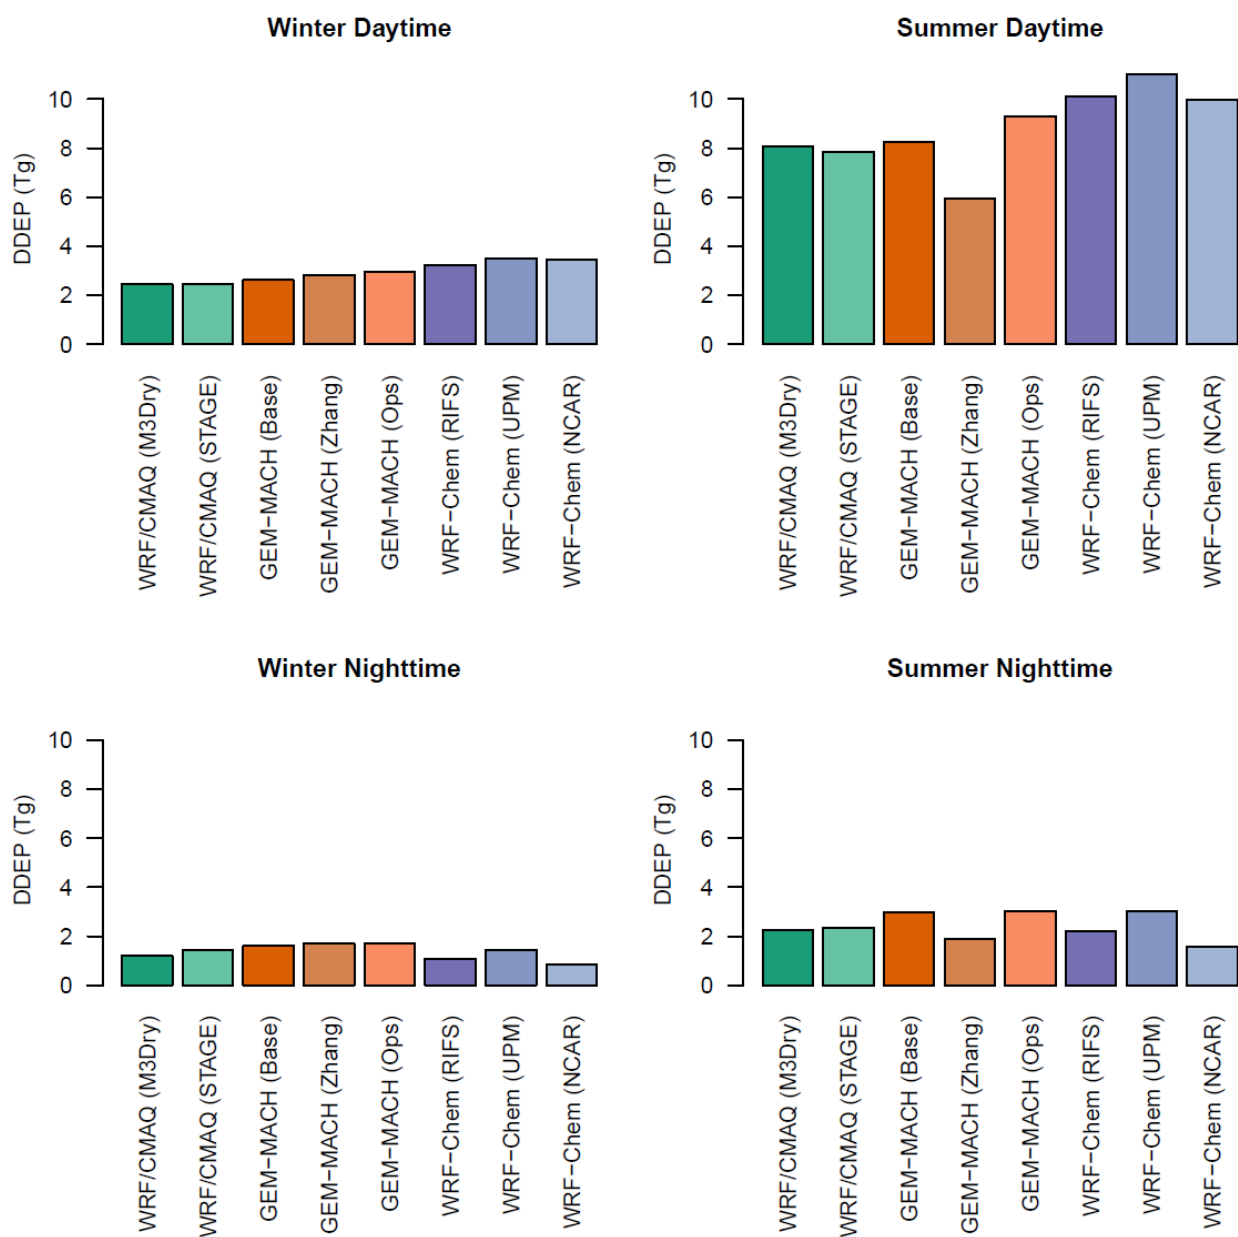 Winter Daytime
DDEP (Tg)
10
8
6
4
2
0
WRF/CMAQ (M3Dry)
WRF/CMAQ (STAGE)
GEM−MACH (Base)
GEM−MACH (Zhang)
GEM−MACH (Ops)
WRF−Chem (RIFS)
WRF−Chem (UPM)
WRF−Chem (NCAR)
Summer Daytime
DDEP (Tg)
10
8
6
4
2
0
WRF/CMAQ (M3Dry)
WRF/CMAQ (STAGE)
GEM−MACH (Base)
GEM−MACH (Zhang)
GEM−MACH (Ops)
WRF−Chem (RIFS)
WRF−Chem (UPM)
WRF−Chem (NCAR)
Winter Nighttime
DDEP (Tg)
10
8
6
4
2
0
WRF/CMAQ (M3Dry)
WRF/CMAQ (STAGE)
GEM−MACH (Base)
GEM−MACH (Zhang)
GEM−MACH (Ops)
WRF−Chem (RIFS)
WRF−Chem (UPM)
WRF−Chem (NCAR)
Summer Nighttime
DDEP (Tg)
10
8
6
4
2
0
WRF/CMAQ (M3Dry)
WRF/CMAQ (STAGE)
GEM−MACH (Base)
GEM−MACH (Zhang)
GEM−MACH (Ops)
WRF−Chem (RIFS)
WRF−Chem (UPM)
WRF−Chem (NCAR)